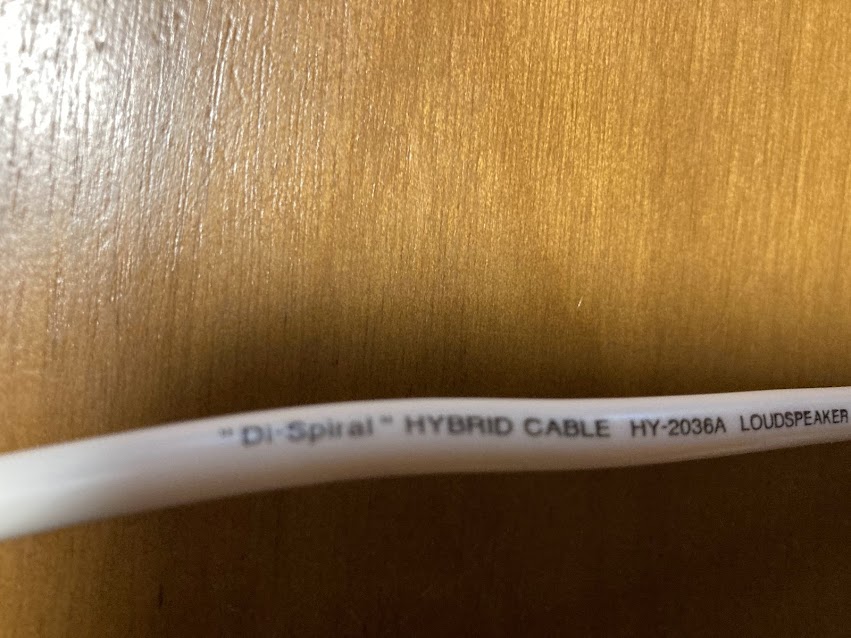 "Di-Spiral" HYBRID CABLE HY-2036A LOUDSPEAKER